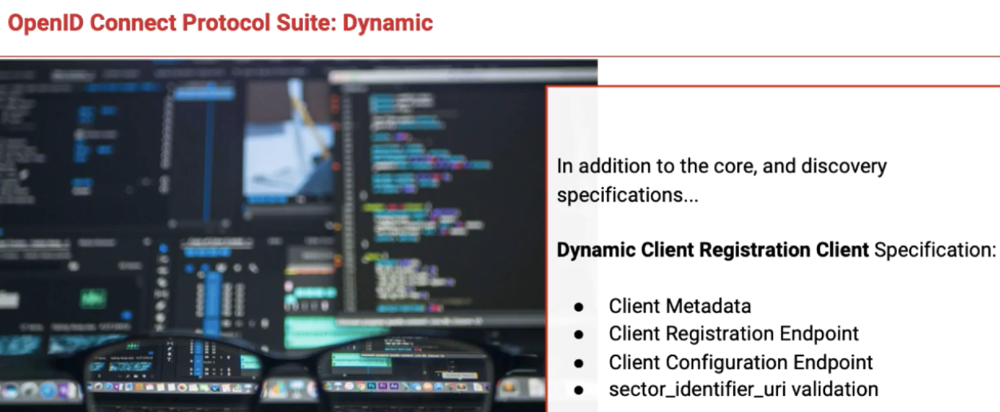 OpenID Connect Protocol Suite: Dynamic
In addition to the core, and discovery
specifications...
Dynamic Client Registration Client Specification:
● Client Metadata
● Client Registration Endpoint
● Client Configuration Endpoint
● sector_identifier_uri validation